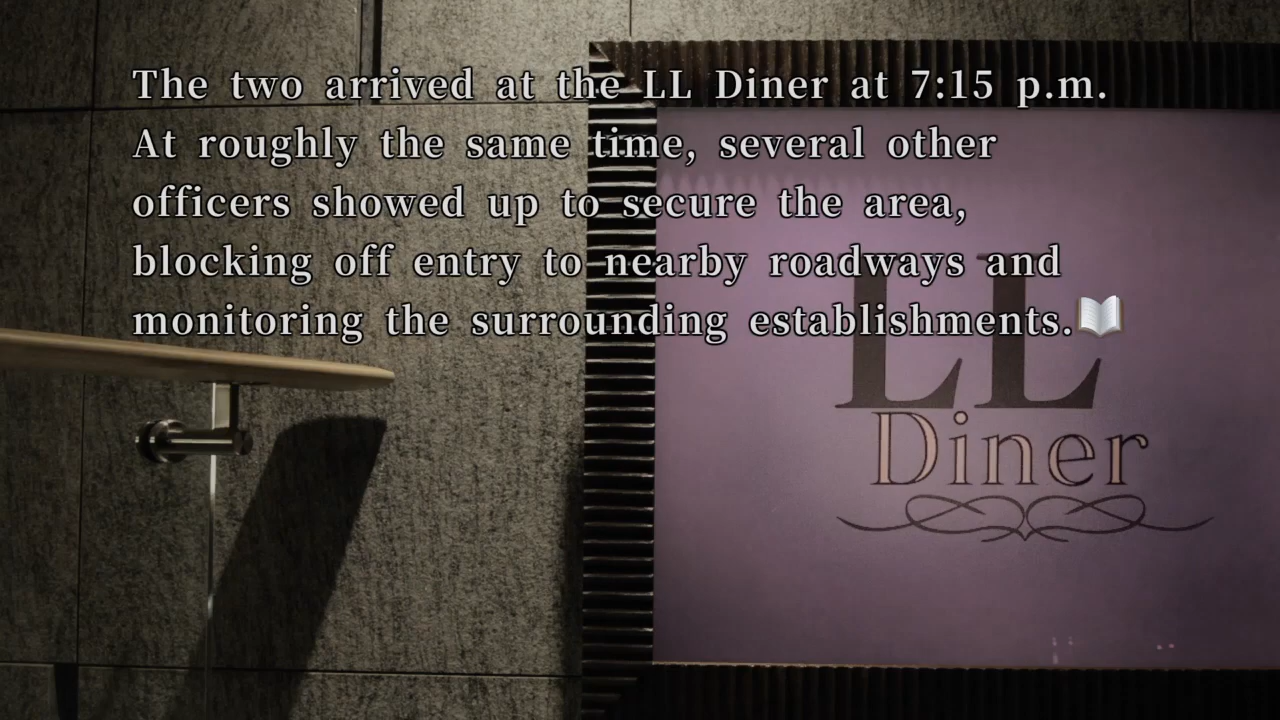 The two arrived at the LL Diner at 7:15 p.m.
At roughly the same time, several other
officers showed up to secure the area,
blocking off entry to nearby roadways and
monitoring the surrounding establishments.
LL
Diner